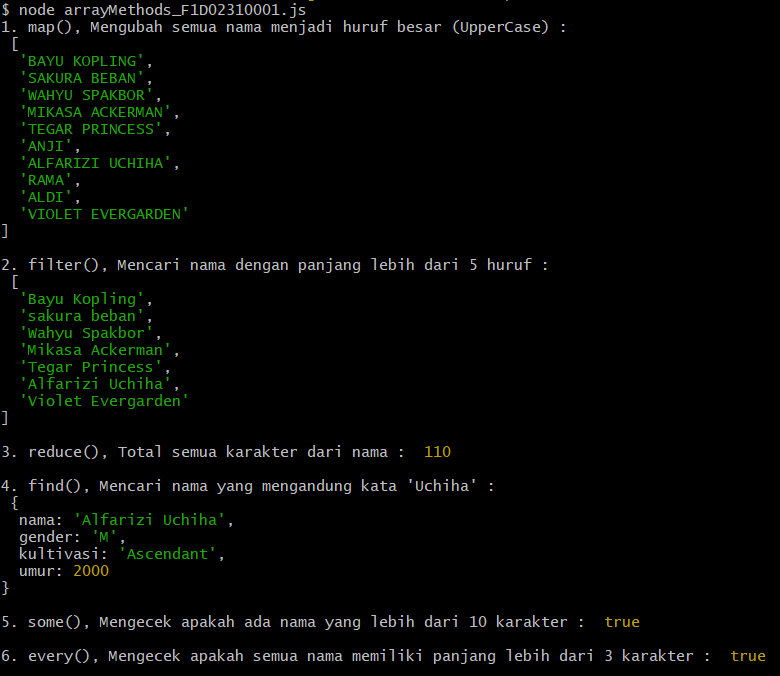 $ node arrayMethods_F1D02310001.js
1. map(), Mengubah semua nama menjadi huruf besar (UpperCase) :
[
'BAYU KOPLING',
'SAKURA BEBAN',
'WAHYU SPAKBOR',
'MIKASA ACKERMAN',
'TEGAR PRINCESS',
'ANJI',
'ALFARIZI UCHIHA',
'RAMA',
'ALDI',
'VIOLET EVERGARDEN'
]
2. filter(), Mencari nama dengan panjang lebih dari 5 huruf :
[
'Bayu Kopling',
'sakura beban',
'Wahyu Spakbor',
'Mikasa Ackerman',
'Tegar Princess',
'Alfarizi Uchiha',
'Violet Evergarden'
]
3. reduce(), Total semua karakter dari nama :  110
4. find(), Mencari nama yang mengandung kata 'Uchiha' :
{
nama: 'Alfarizi Uchiha',
gender: 'M',
kultivasi: 'Ascendant',
umur: 2000
}
5. some(), Mengecek apakah ada nama yang lebih dari 10 karakter :  true
6. every(), Mengecek apakah semua nama memiliki panjang lebih dari 3 karakter :  true